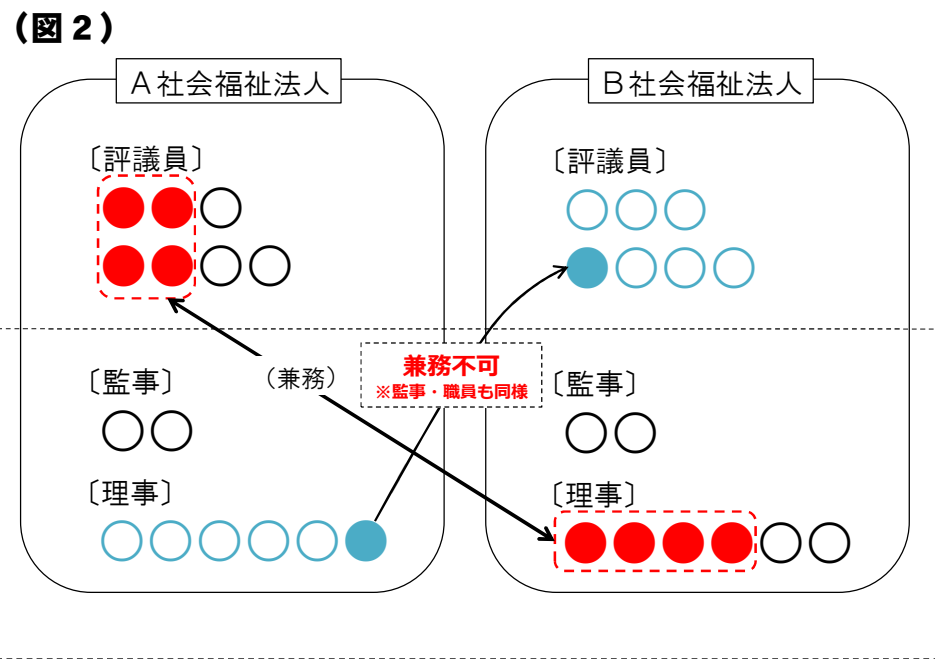 （図２）
Ａ社会福祉法人
Ｂ社会福祉法人
〔評議員〕
〔評議員〕
兼務不可
※監事・職員も同様
（兼務）
〔監事〕
〔監事〕
〔理事〕
〔理事〕